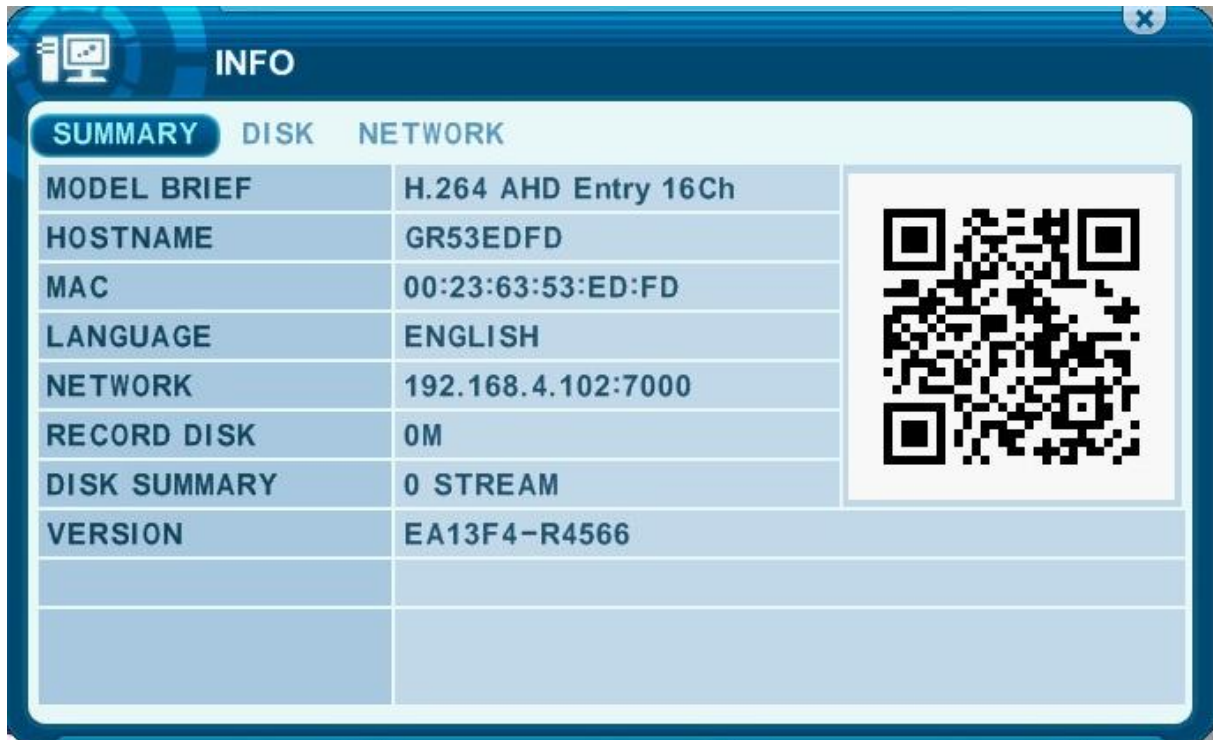 INFO
SUMMARY DISK NETWORK
MODEL BRIEF H.264 AHD Entry 16Ch
HOSTNAME GR53EDFD
MAC 00:23:63:53:ED:FD
LANGUAGE ENGLISH
NETWORK 192.168.4.102:7000
RECORD DISK 0M
DISK SUMMARY 0 STREAM
VERSION EA13F4-R4566